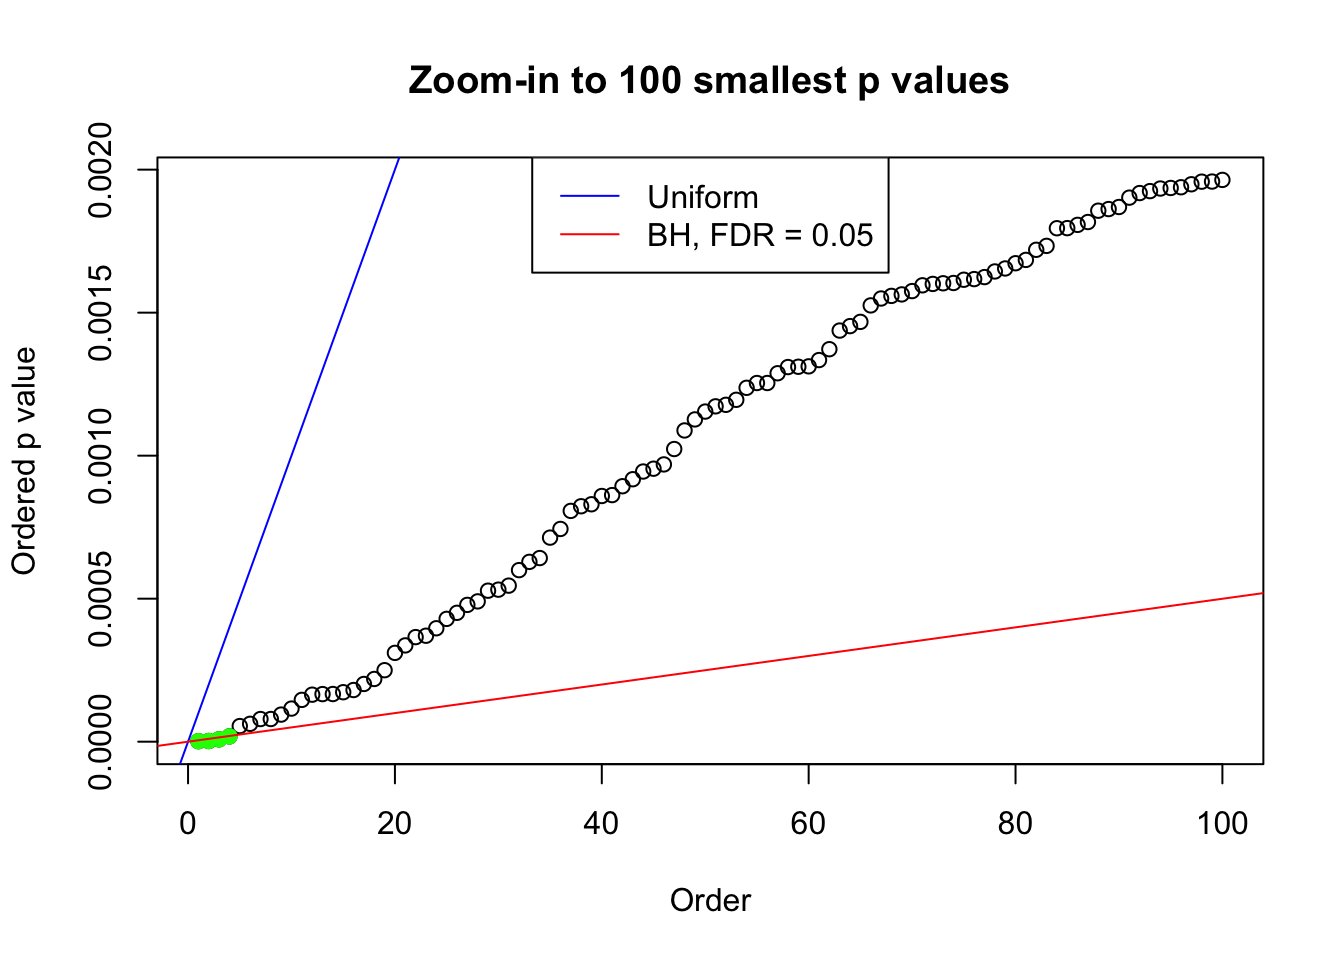 Zoom-in to 100 smallest p values
Uniform
BH, FDR = 0.05
Ordered p value
0.0020
0.0015
0.0010
0.0005
0.0000
0 20 40 60 80 100
Order